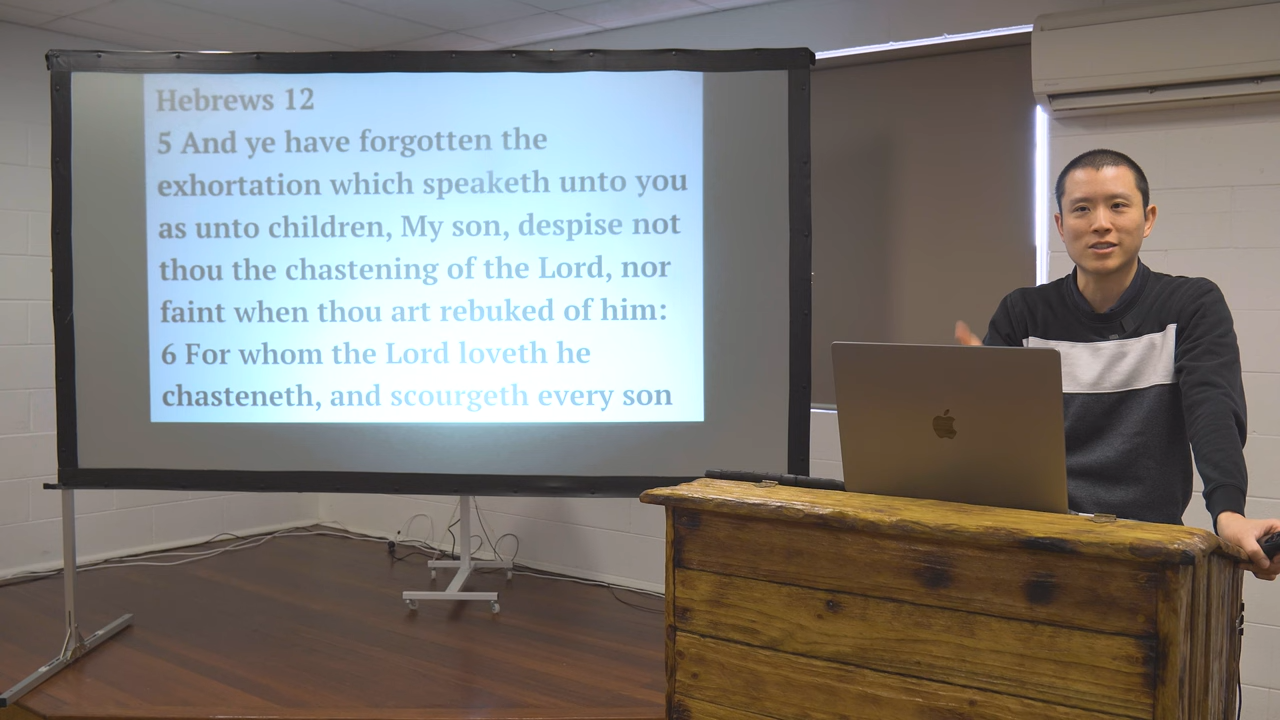 Hebrews 12
5 And ye have forgotten the
exhortation which speaketh unto you
as unto children, My son, despise not
thou the chastening of the Lord, nor
faint when thou art rebuked of him:
6 For whom the Lord loveth he
chasteneth, and scourgeth every son